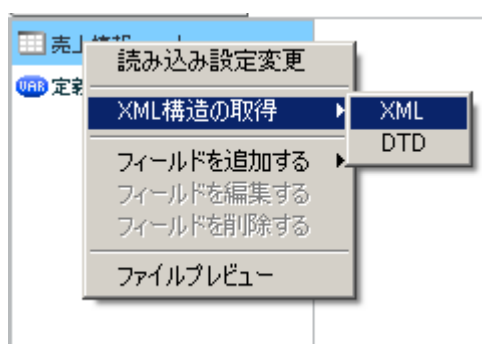 売
読み込み設定変更
VAR 定
XML構造の取得
XML
DTD
フィールドを追加する
フィールドを編集する
フィールドを削除する
ファイルプレビュー